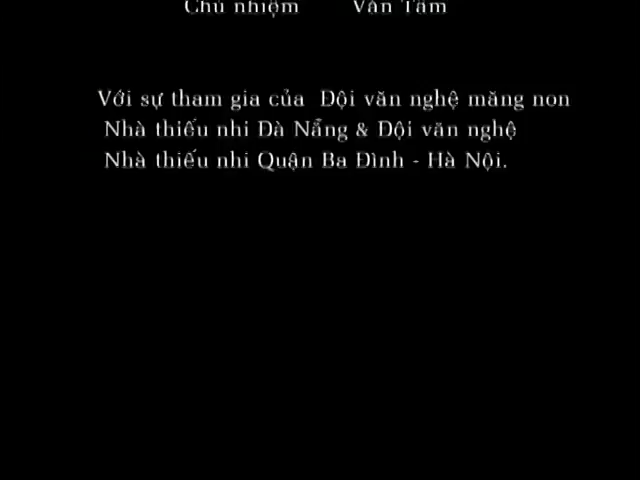 Chủ nhiệm Văn Tâm
Với sự tham gia của Đội văn nghệ măng non
Nhà thiếu nhi Đà Nẵng & Đội văn nghệ
Nhà thiếu nhi Quận Ba Đình - Hà Nội.